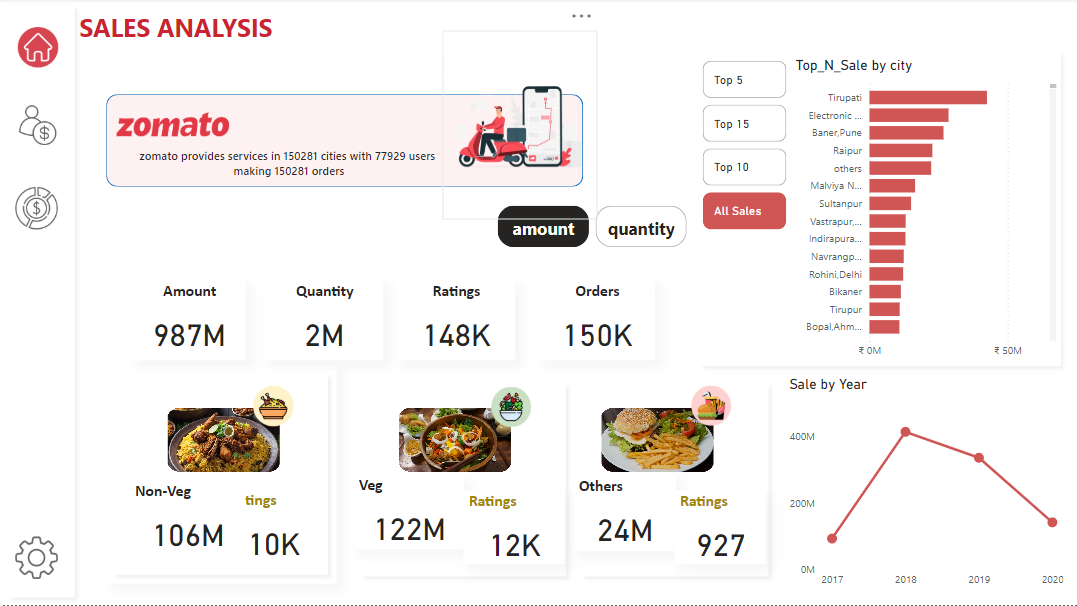 SALES ANALYSIS
zomato
zomato provides services in 150281 cities with 77929 users
making 150281 orders
amount
quantity
Top 5
Top 15
Top 10
All Sales
Top_N_Sale by city
Tirupati
Electronic ...
Baner,Pune
Raipur
others
Malviya N...
Sultanpur
Vastrapur,...
Indirapura...
Navrangp...
Rohini,Delhi
Bikaner
Tirupur
Bopal,Ahm...
₹ 0M
₹ 50M
Amount
987M
Quantity
2M
Ratings
148K
Orders
150K
Non-Veg
106M
tings
10K
Veg
122M
Ratings
12K
Others
24M
Ratings
927
Sale by Year
400M
200M
0M
2017
2018
2019
2020